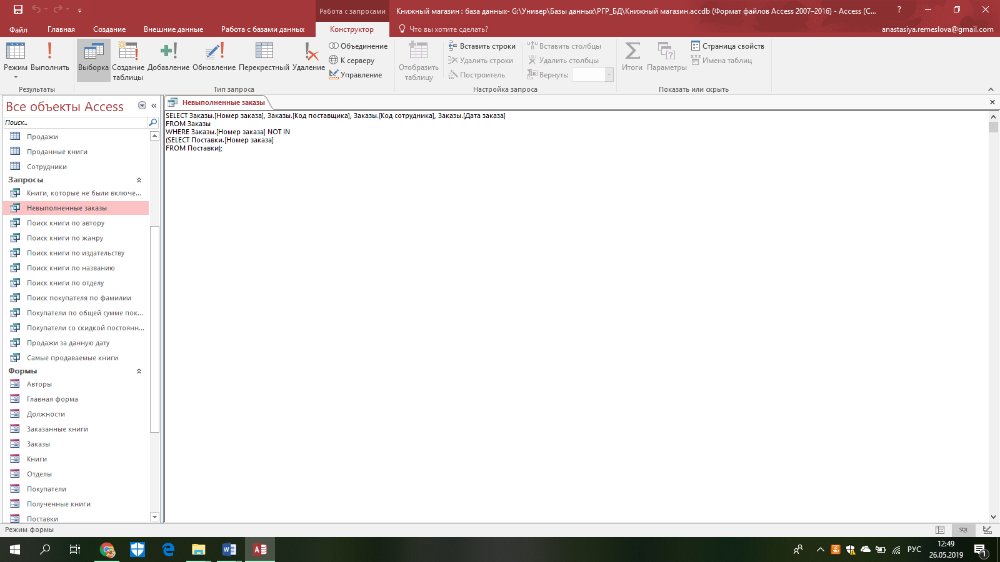 Работа с запросами
Книжный магазин : база данных- G:\Универ\Базы данных\РГР_БД\Книжный магазин.accdb (Формат файлов Access 2007–2016) - Access (С...
?
Файл
Главная
Создание
Внешние данные
Работа с базами данных
Конструктор
Что вы хотите сделать?
anastasiya.remeslova@gmail.com
Режим
Выполнить
Выборка
Создание таблицы
Добавление
Обновление
Перекрестный
Удаление
Объединение
К серверу
Управление
Отобразить таблицу
Вставить строки
Удалить строки
Построитель
Вставить столбцы
Удалить столбцы
Вернуть:
Итоги
Параметры
Страница свойств
Имена таблиц
Результаты
Тип запроса
Настройка запроса
Показать или скрыть
Все объекты Access
Поиск...
Продажи
Проданные книги
Сотрудники
Запросы
Книги, которые не были включе...
Невыполненные заказы
Поиск книги по автору
Поиск книги по жанру
Поиск книги по издательству
Поиск книги по названию
Поиск книги по отделу
Поиск покупателя по фамилии
Покупатели по общей сумме пок...
Покупатели со скидкой постоянн...
Продажи за данную дату
Самые продаваемые книги
Формы
Авторы
Главная форма
Должности
Заказанные книги
Заказы
Книги
Отделы
Покупатели
Полученные книги
Поставки
Невыполненные заказы
SELECT Заказы.[Номер заказа], Заказы.[Код поставщика], Заказы.[Код сотрудника], Заказы.[Дата заказа]
FROM Заказы
WHERE Заказы.[Номер заказа] NOT IN
(SELECT Поставки.[Номер заказа]
FROM Поставки);
Режим формы
SQL
РУС
12:49
26.05.2019
1